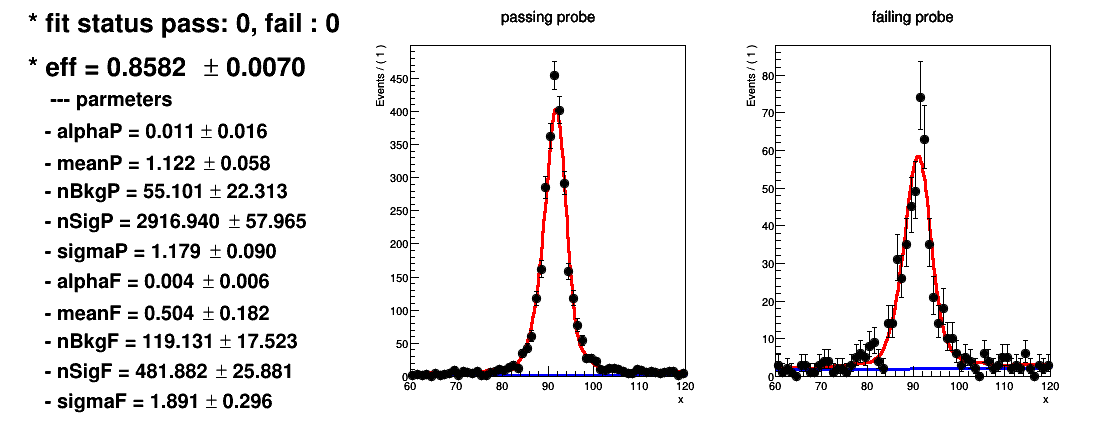 * fit status pass: 0, fail : 0
* eff = 0.8582 ± 0.0070
--- parmeters
- alphaP = 0.011 ± 0.016
- meanP = 1.122 ± 0.058
- nBkgP = 55.101 ± 22.313
- nSigP = 2916.940 ± 57.965
- sigmaP = 1.179 ± 0.090
- alphaF = 0.004 ± 0.006
- meanF = 0.504 ± 0.182
- nBkgF = 119.131 ± 17.523
- nSigF = 481.882 ± 25.881
- sigmaF = 1.891 ± 0.296
passing probe
Events / ( 1 )
450
400
350
300
250
200
150
100
50
0
60 70 80 90 100 110 120
x
failing probe
Events / ( 1 )
80
70
60
50
40
30
20
10
0
60 70 80 90 100 110 120
x